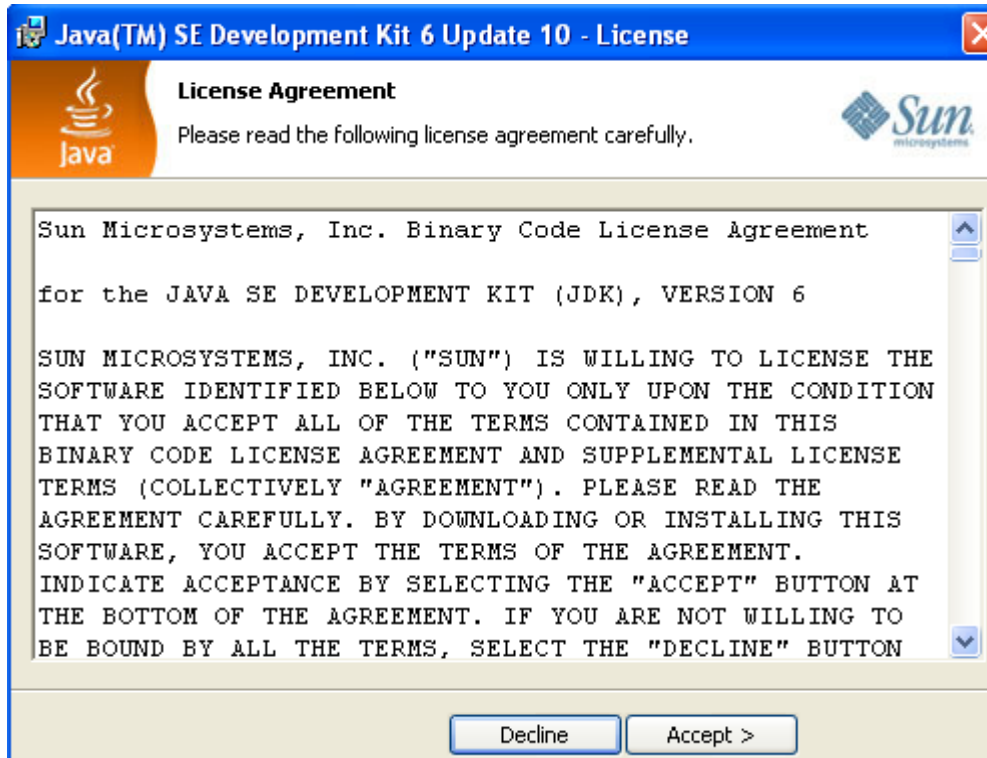 Java(TM) SE Development Kit 6 Update 10 - License
License Agreement
Please read the following license agreement carefully.
Java
Sun
microsystems
Sun Microsystems, Inc. Binary Code License Agreement
for the JAVA SE DEVELOPMENT KIT (JDK), VERSION 6
SUN MICROSYSTEMS, INC. ("SUN") IS WILLING TO LICENSE THE
SOFTWARE IDENTIFIED BELOW TO YOU ONLY UPON THE CONDITION
THAT YOU ACCEPT ALL OF THE TERMS CONTAINED IN THIS
BINARY CODE LICENSE AGREEMENT AND SUPPLEMENTAL LICENSE
TERMS (COLLECTIVELY "AGREEMENT"). PLEASE READ THE
AGREEMENT CAREFULLY. BY DOWNLOADING OR INSTALLING THIS
SOFTWARE, YOU ACCEPT THE TERMS OF THE AGREEMENT.
INDICATE ACCEPTANCE BY SELECTING THE "ACCEPT" BUTTON AT
THE BOTTOM OF THE AGREEMENT. IF YOU ARE NOT WILLING TO
BE BOUND BY ALL THE TERMS, SELECT THE "DECLINE" BUTTON
Decline
Accept >